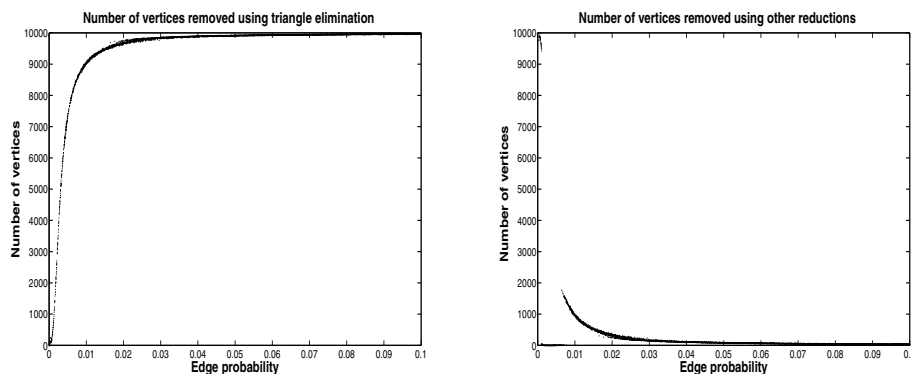 Number of vertices removed using triangle elimination
10000
9000
8000
7000
6000
5000
4000
3000
2000
1000
0
Number of vertices
0 0.01 0.02 0.03 0.04 0.05 0.06 0.07 0.08 0.09 0.1
Edge probability
Number of vertices removed using other reductions
10000
9000
8000
7000
6000
5000
4000
3000
2000
1000
0
Number of vertices
0 0.01 0.02 0.03 0.04 0.05 0.06 0.07 0.08 0.09 0.
Edge probability